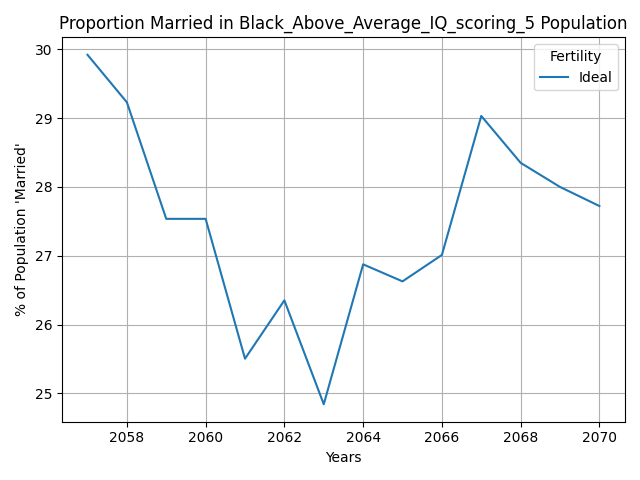 Proportion Married in Black_Above_Average_IQ_scoring_5 Population
30
29
28
27
26
25
% of Population 'Married'
Fertility
Ideal
2058 2060 2062 2064 2066 2068 2070
Years